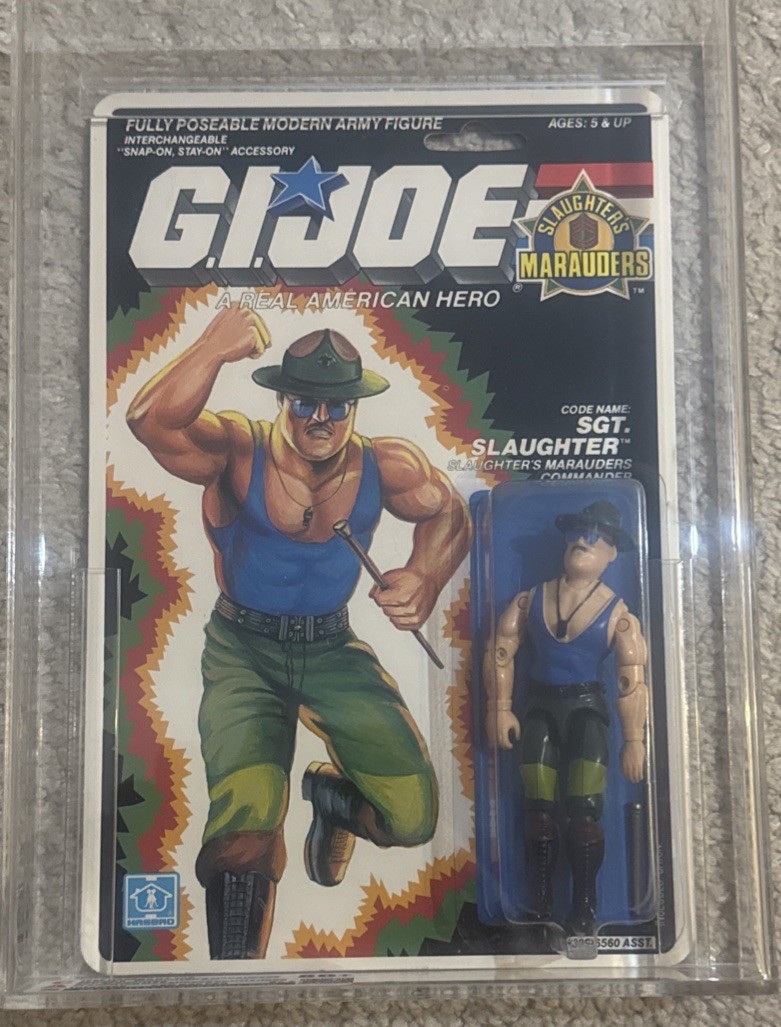 FULLY POSEABLE MODERN ARMY FIGURE
AGES: 5 & UP
INTERCHANGEABLE
"SNAP-ON, STAY-ON" ACCESSORY
G.I.JOE
®
SLAUGHTER'S
MARAUDERS
™
A REAL AMERICAN HERO
CODE NAME:
SGT.
SLAUGHTER™
SLAUGHTER'S MARAUDERS
COMMANDER
HASBRO
6560 ASST.